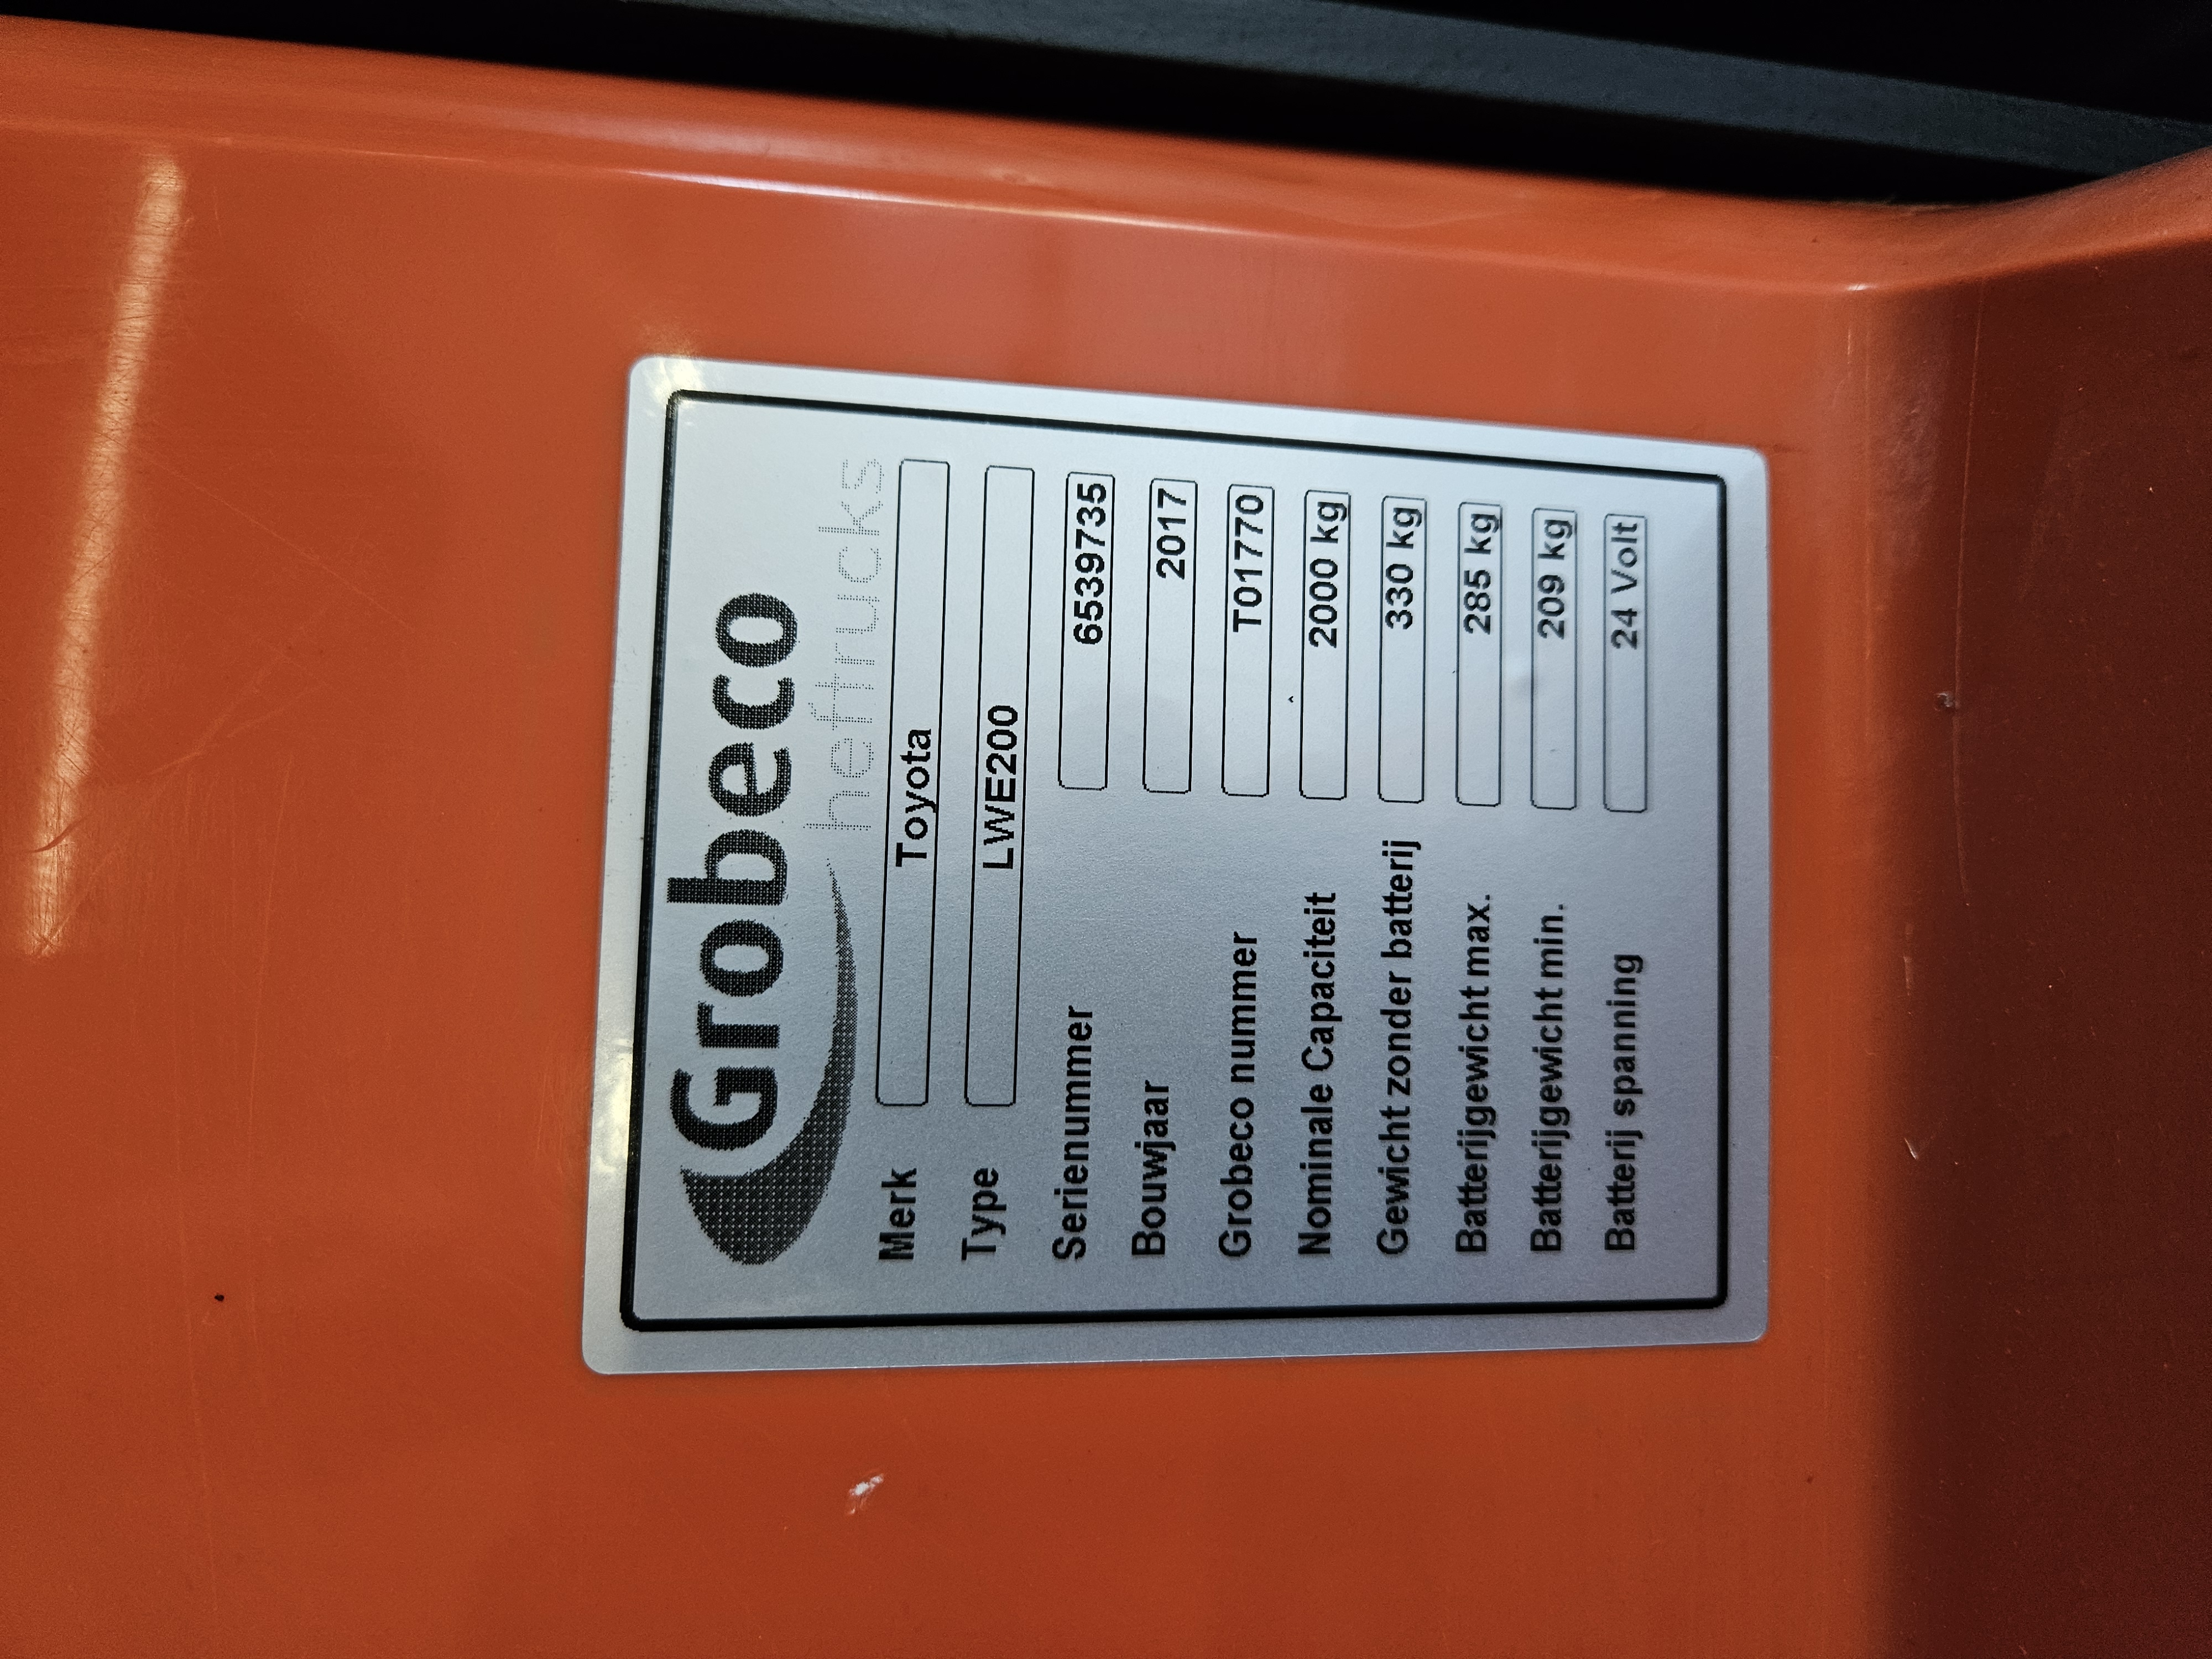 Grobeco
heftrucks
Merk Toyota
Type LWE200
Serienummer 6539735
Bouwjaar 2017
Grobeco nummer T01770
Nominale Capaciteit 2000 kg
Gewicht zonder batterij 330 kg
Batterijgewicht max. 285 kg
Batterijgewicht min. 209 kg
Batterij spanning 24 Volt